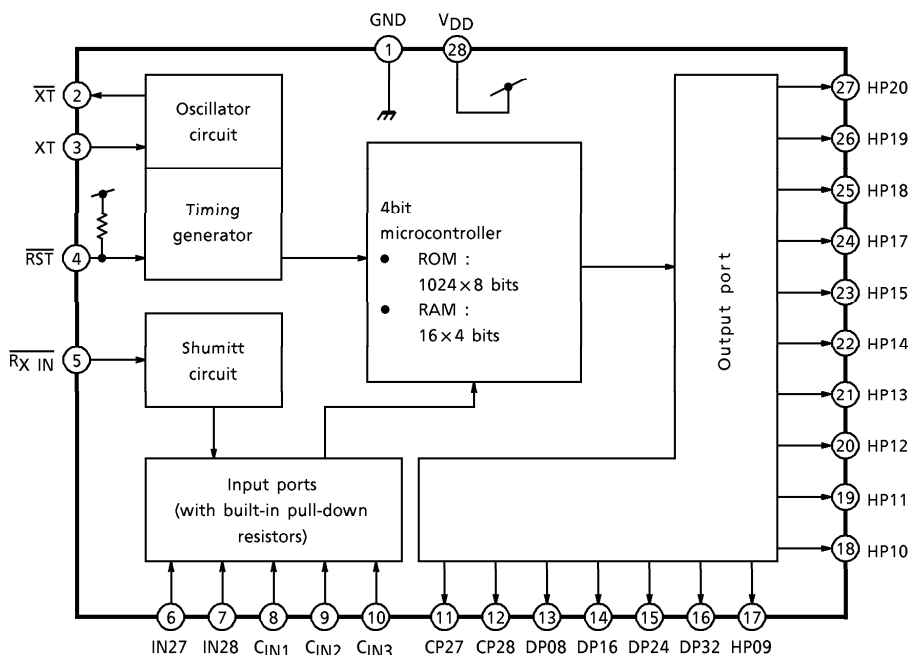 GND
VDD
1
28
XT
2
XT
3
RST
4
RX IN
5
Oscillator
circuit
Timing
generator
Shumitt
circuit
Input ports
(with built-in pull-down
resistors)
4bit
microcontroller
● ROM :
1024×8 bits
● RAM :
16×4 bits
Output port
27 HP20
26 HP19
25 HP18
24 HP17
23 HP15
22 HP14
21 HP13
20 HP12
19 HP11
18 HP10
6 7 8 9 10 11 12 13 14 15 16 17
IN27 IN28 CIN1 CIN2 CIN3 CP27 CP28 DP08 DP16 DP24 DP32 HP09